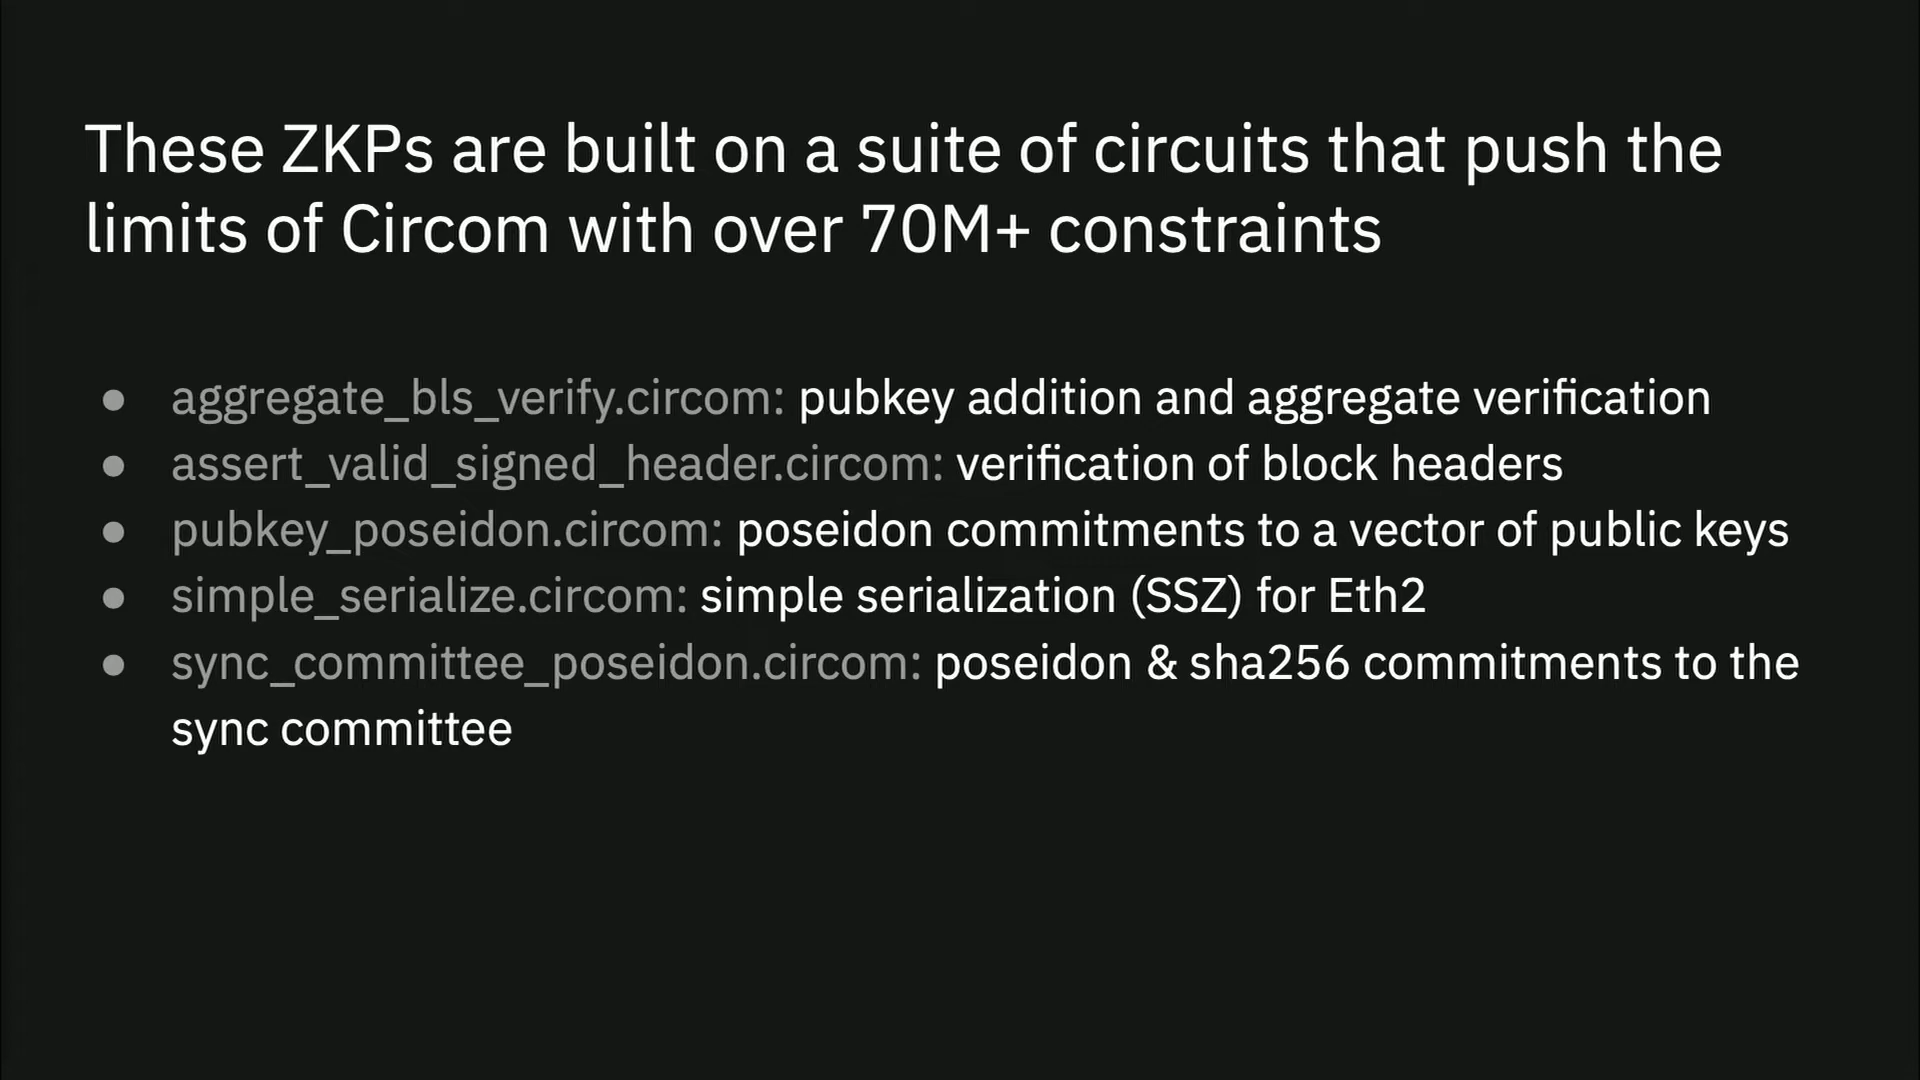 These ZKPs are built on a suite of circuits that push the
limits of Circom with over 70M+ constraints
● aggregate_bls_verify.circom: pubkey addition and aggregate verification
● assert_valid_signed_header.circom: verification of block headers
● pubkey_poseidon.circom: poseidon commitments to a vector of public keys
● simple_serialize.circom: simple serialization (SSZ) for Eth2
● sync_committee_poseidon.circom: poseidon & sha256 commitments to the
sync committee